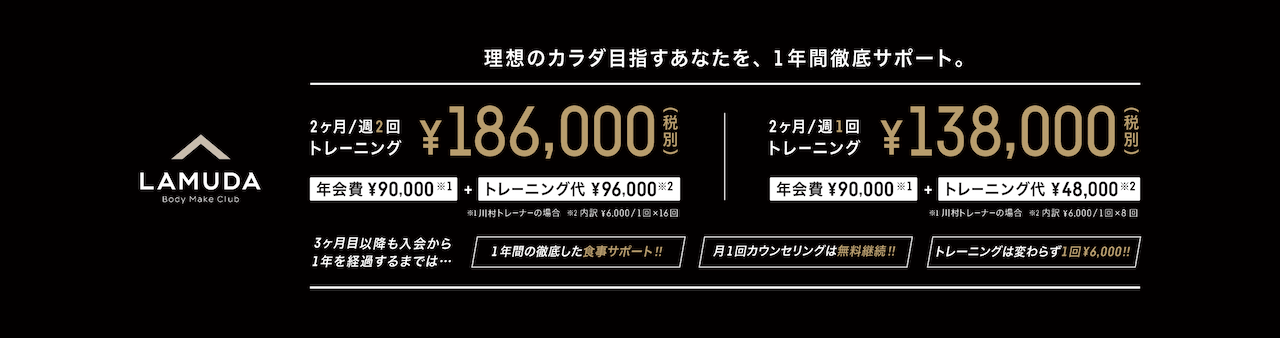 理想のカラダ目指すあなたを、1年間徹底サポート。
LAMUDA
Body Make Club
2ヶ月/週2回
トレーニング
¥186,000(税別)
年会費 ¥90.000※1 + トレーニング代 ¥96.000※2
※1 川村トレーナーの場合 ※2 内訳 ¥6,000/1回×16回
2ヶ月/週1回
トレーニング
¥138,000(税別)
年会費 ¥90.000※1 + トレーニング代 ¥48,000※2
※1 川村トレーナーの場合 ※2 内訳 ¥6,000/1回×8回
3ヶ月目以降も入会から
1年を経過するまでは…
1年間の徹底した食事サポート!!
月1回カウンセリングは無料継続!!
トレーニングは変わらず1回¥6,000!!